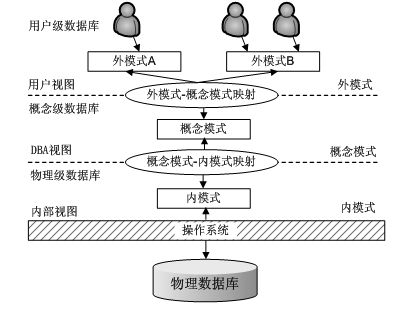 用户级数据库
外模式A
外模式B
用户视图
外模式-概念模式映射
外模式
概念级数据库
概念模式
DBA视图
概念模式-内模式映射
概念模式
物理级数据库
内模式
内部视图
内模式
操作系统
物理数据库